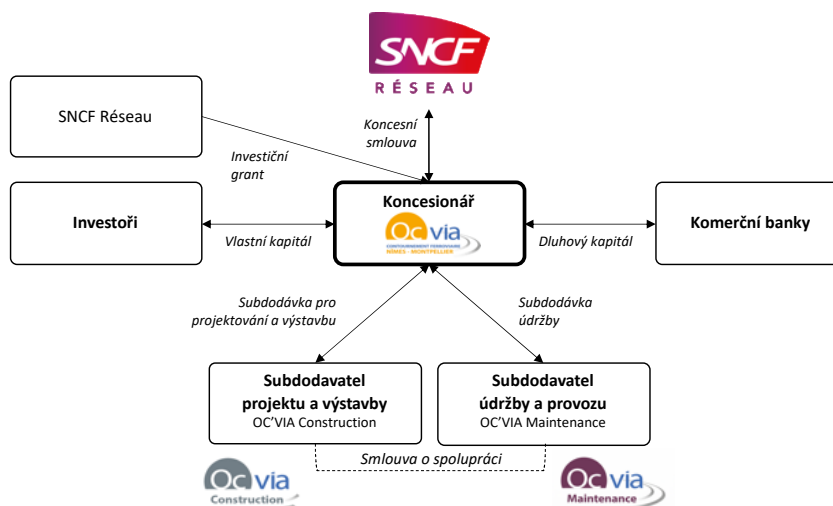 SNCF
RÉSEAU
SNCF Réseau
Koncesní
smlouva
Investiční
grant
Investoři
Vlastní kapitál
Koncesionář
Oc via
CONTOURNEMENT FERROVIAIRE
NÎMES - MONTPELLIER
Dluhový kapitál
Komerční banky
Subdodávka pro
projektování a výstavbu
Subdodávka
údržby
Subdodavatel
projektu a výstavby
OC'VIA Construction
Subdodavatel
údržby a provozu
OC'VIA Maintenance
Smlouva o spolupráci
Oc via
Construction
Oc via
Maintenance